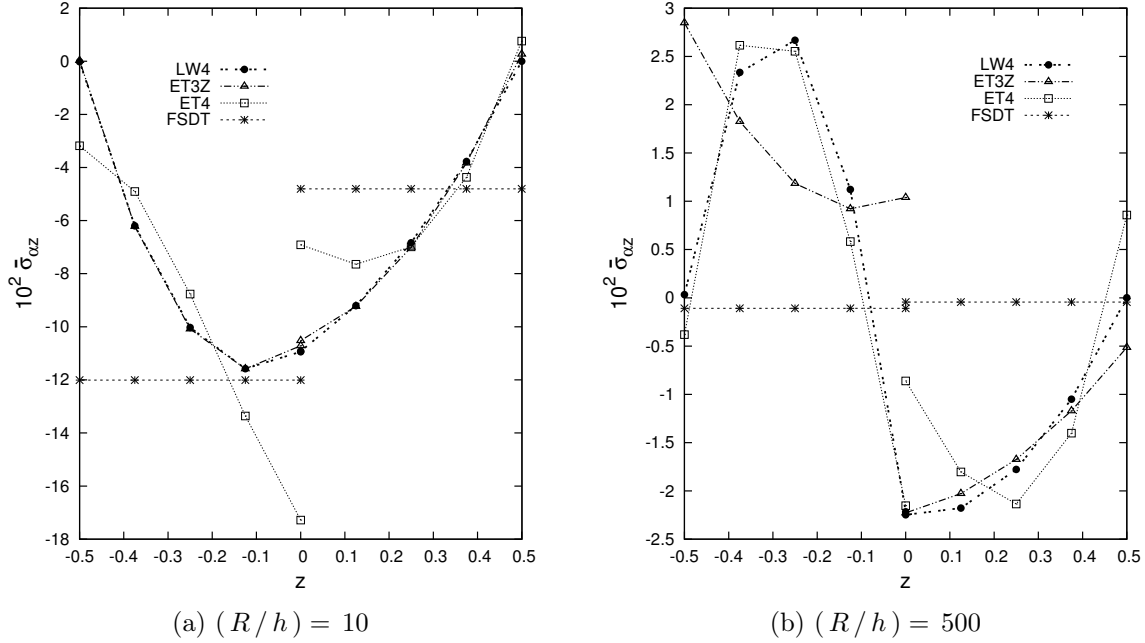 2
0
-2
-4
-6
-8
-10
-12
-14
-16
-18
-0.5 -0.4 -0.3 -0.2 -0.1 0 0.1 0.2 0.3 0.4 0.5
10² σ̄αz
z
LW4
ET3Z
ET4
FSDT
(a) (R/h) = 10
3
2.5
2
1.5
1
0.5
0
-0.5
-1
-1.5
-2
-2.5
-0.5 -0.4 -0.3 -0.2 -0.1 0 0.1 0.2 0.3 0.4 0.5
10² σ̄αz
z
LW4
ET3Z
ET4
FSDT
(b) (R/h) = 500